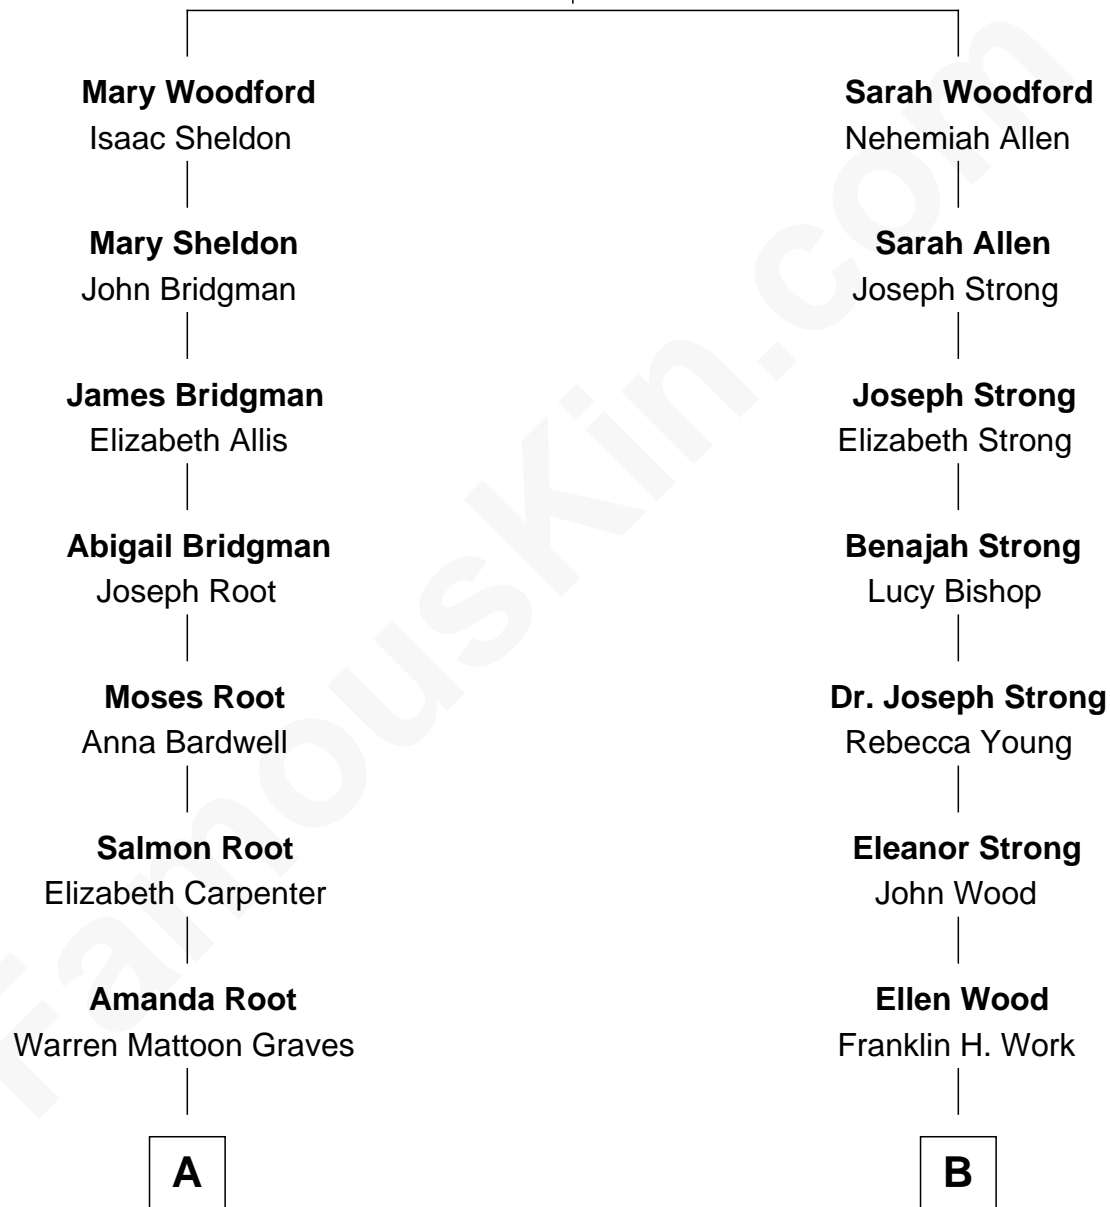 Mary Woodford
Isaac Sheldon
Mary Sheldon
John Bridgman
James Bridgman
Elizabeth Allis
Abigail Bridgman
Joseph Root
Moses Root
Anna Bardwell
Salmon Root
Elizabeth Carpenter
Amanda Root
Warren Mattoon Graves
A
Sarah Woodford
Nehemiah Allen
Sarah Allen
Joseph Strong
Joseph Strong
Elizabeth Strong
Benajah Strong
Lucy Bishop
Dr. Joseph Strong
Rebecca Young
Eleanor Strong
John Wood
Ellen Wood
Franklin H. Work
B
FamousKin.com